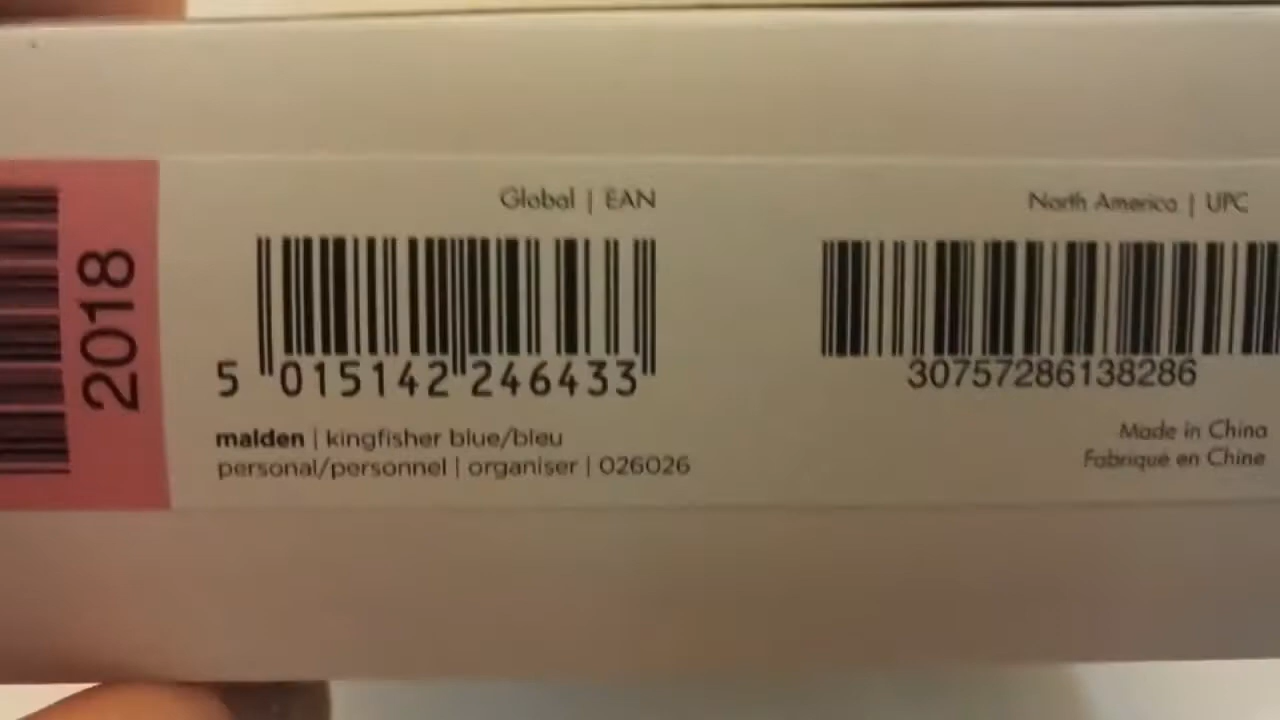 2018
Global | EAN
5 015142 246433
malden | kingfisher blue/bleu
personal/personnel | organiser | 026026
North America | UPC
30757286138286
Made in China
Fabriqué en Chine